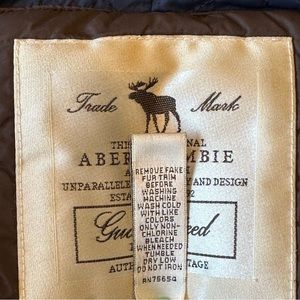 Trade Mark
THIS NAL
ABER MBIE
A H
UNPARALLE Y AND DESIGN
ESTA 92
Gu ed
AUTH TAGE
REMOVE FAKE
FUR TRIM
BEFORE
WASHING
MACHINE
WASH COLD
WITH LIKE
COLORS
ONLY NON-
CHLORINE
BLEACH
WHEN NEEDED
TUMBLE
DRY LOW
DO NOT IRON
RN75654